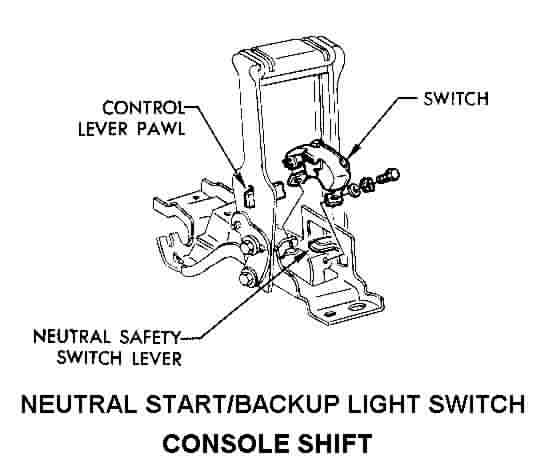 CONTROL
LEVER PAWL
SWITCH
NEUTRAL SAFETY
SWITCH LEVER
NEUTRAL START/BACKUP LIGHT SWITCH
CONSOLE SHIFT